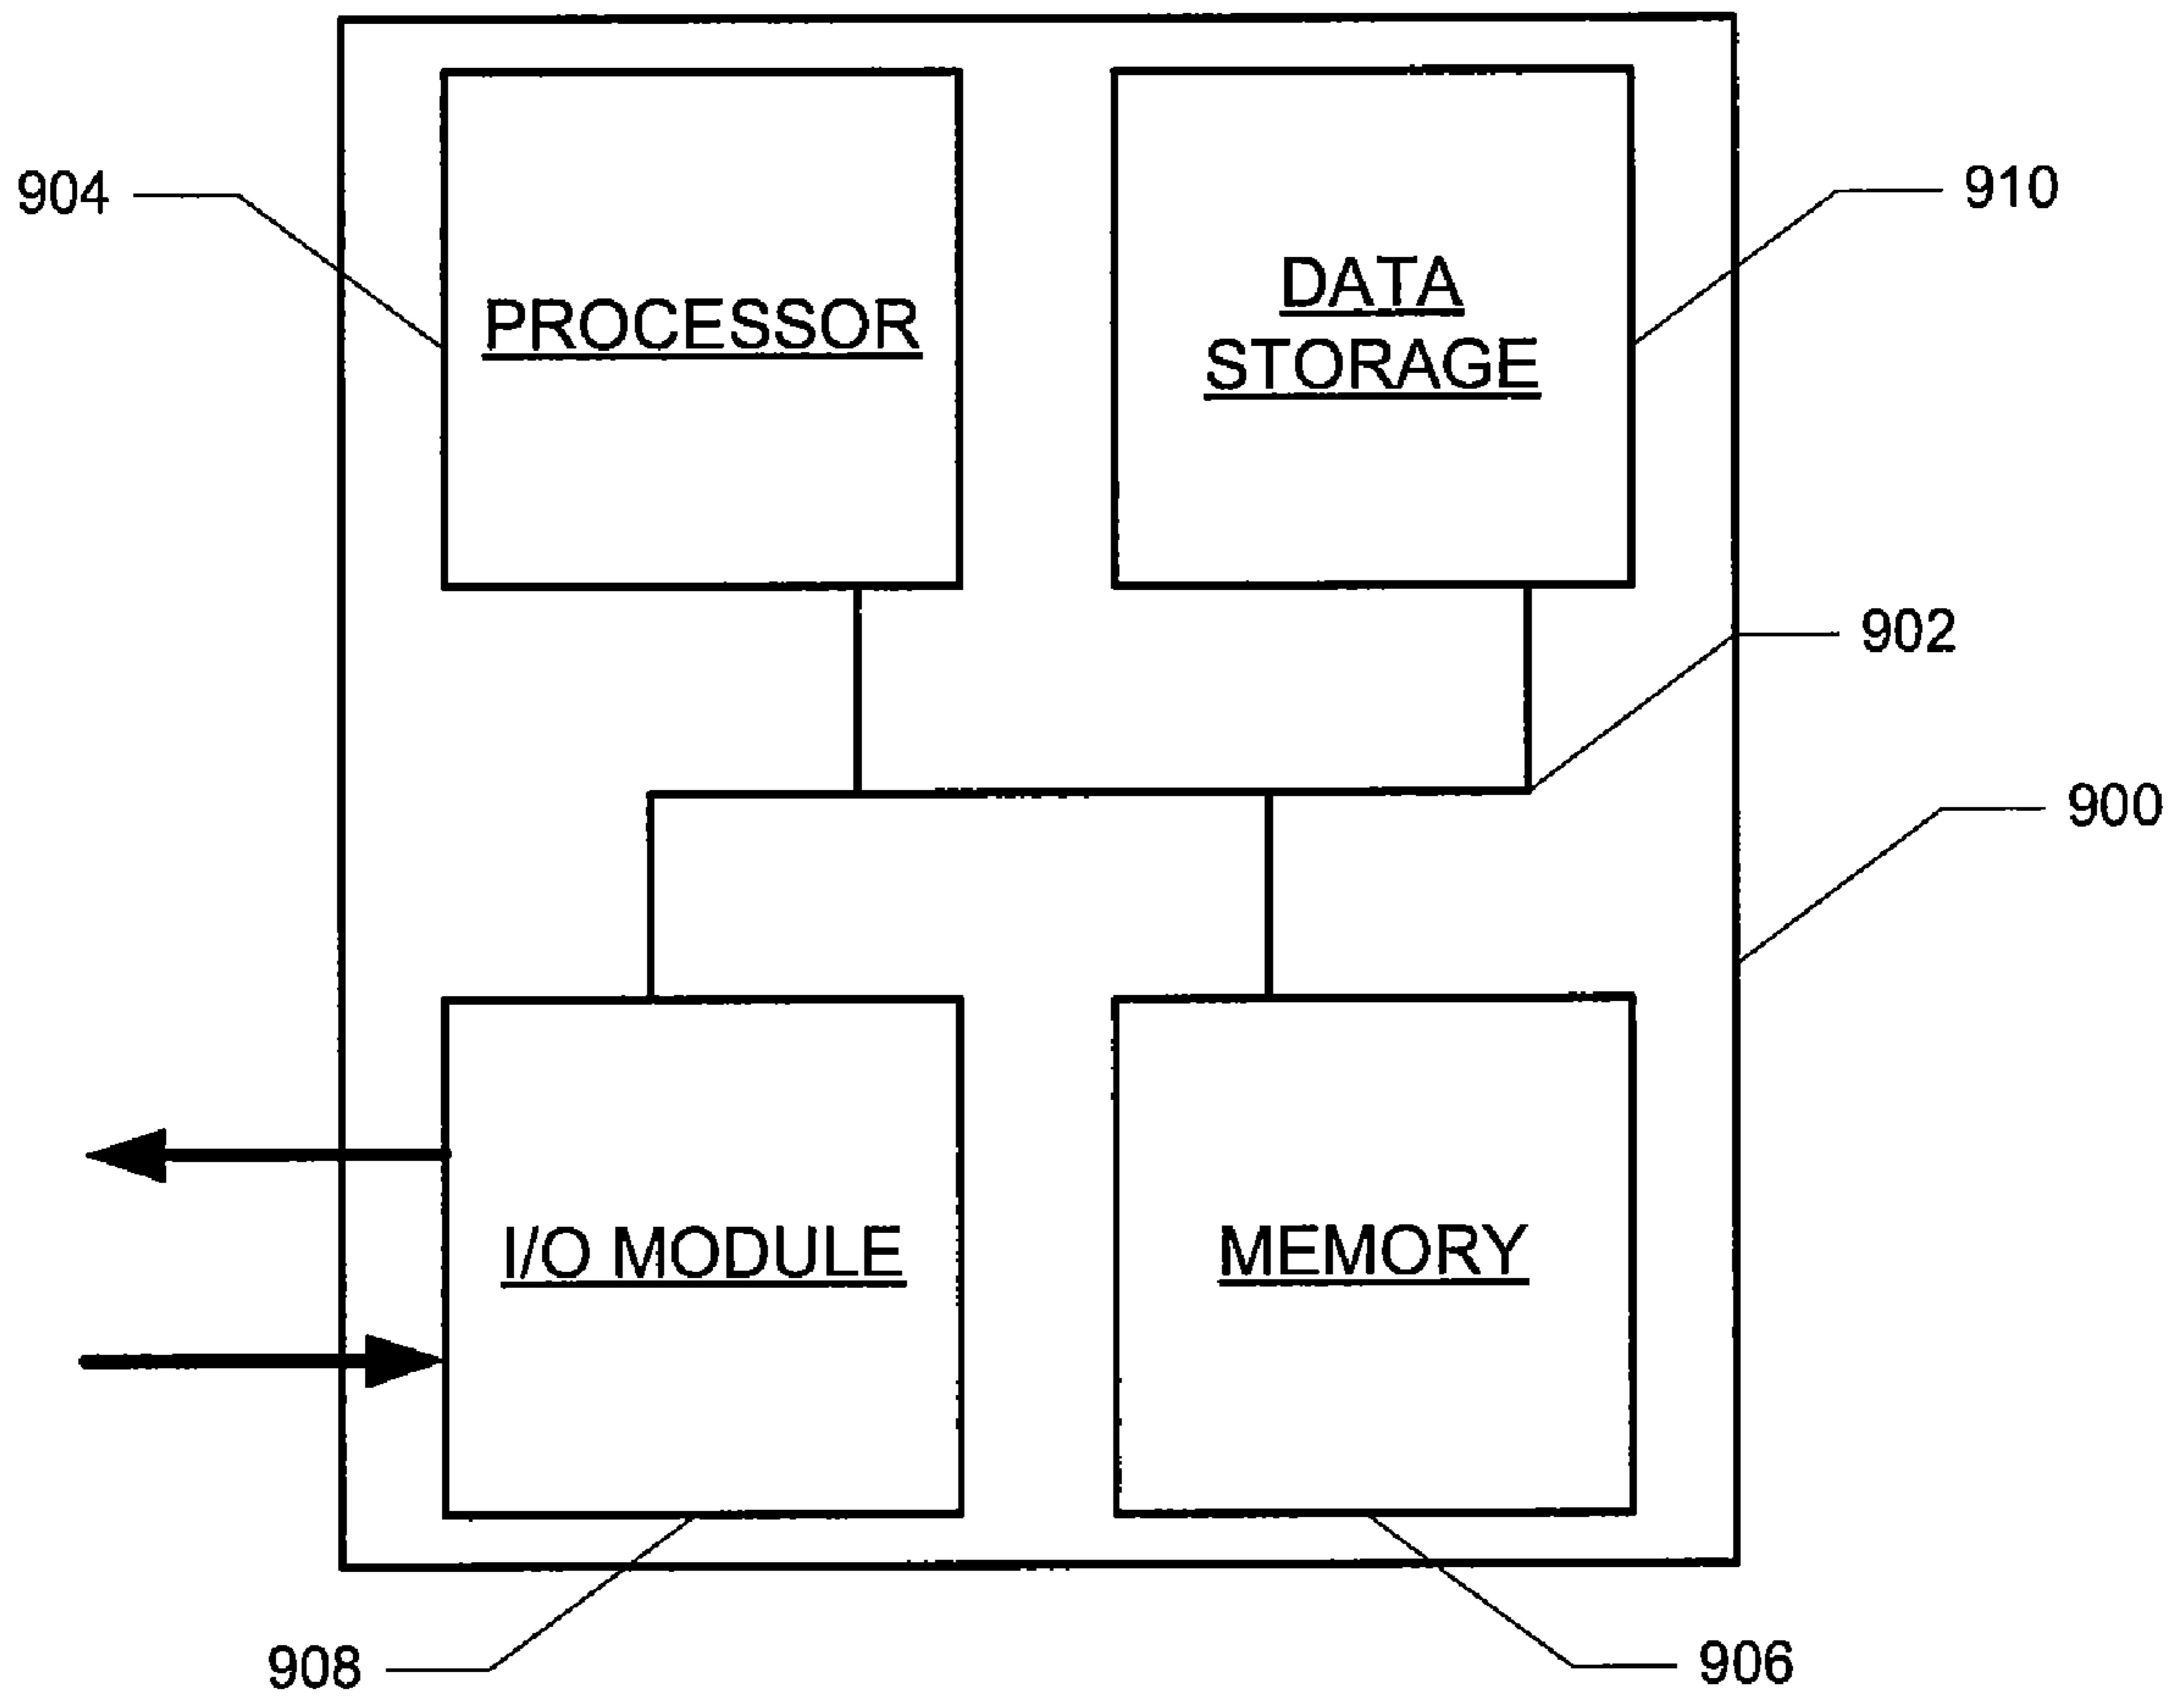 904
PROCESSOR
DATA
STORAGE
910
902
900
I/O MODULE
MEMORY
908
906